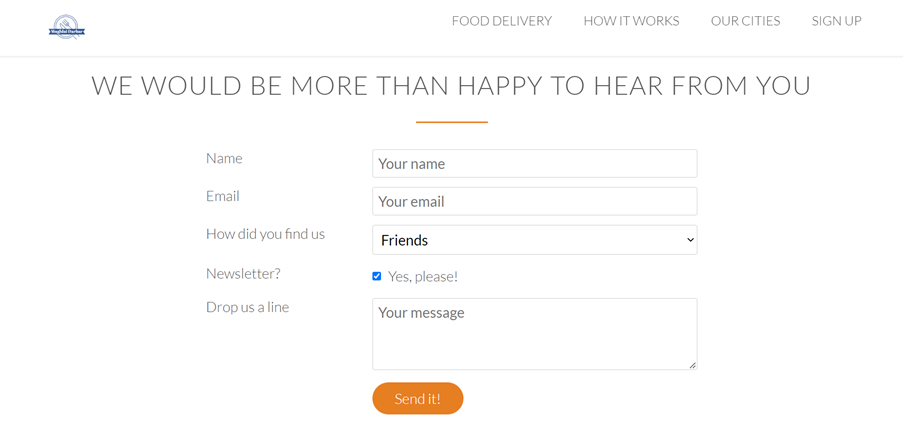 FOOD DELIVERY HOW IT WORKS OUR CITIES SIGN UP
WE WOULD BE MORE THAN HAPPY TO HEAR FROM YOU
Name
Your name
Email
Your email
How did you find us
Friends
Newsletter?
Yes, please!
Drop us a line
Your message
Send it!